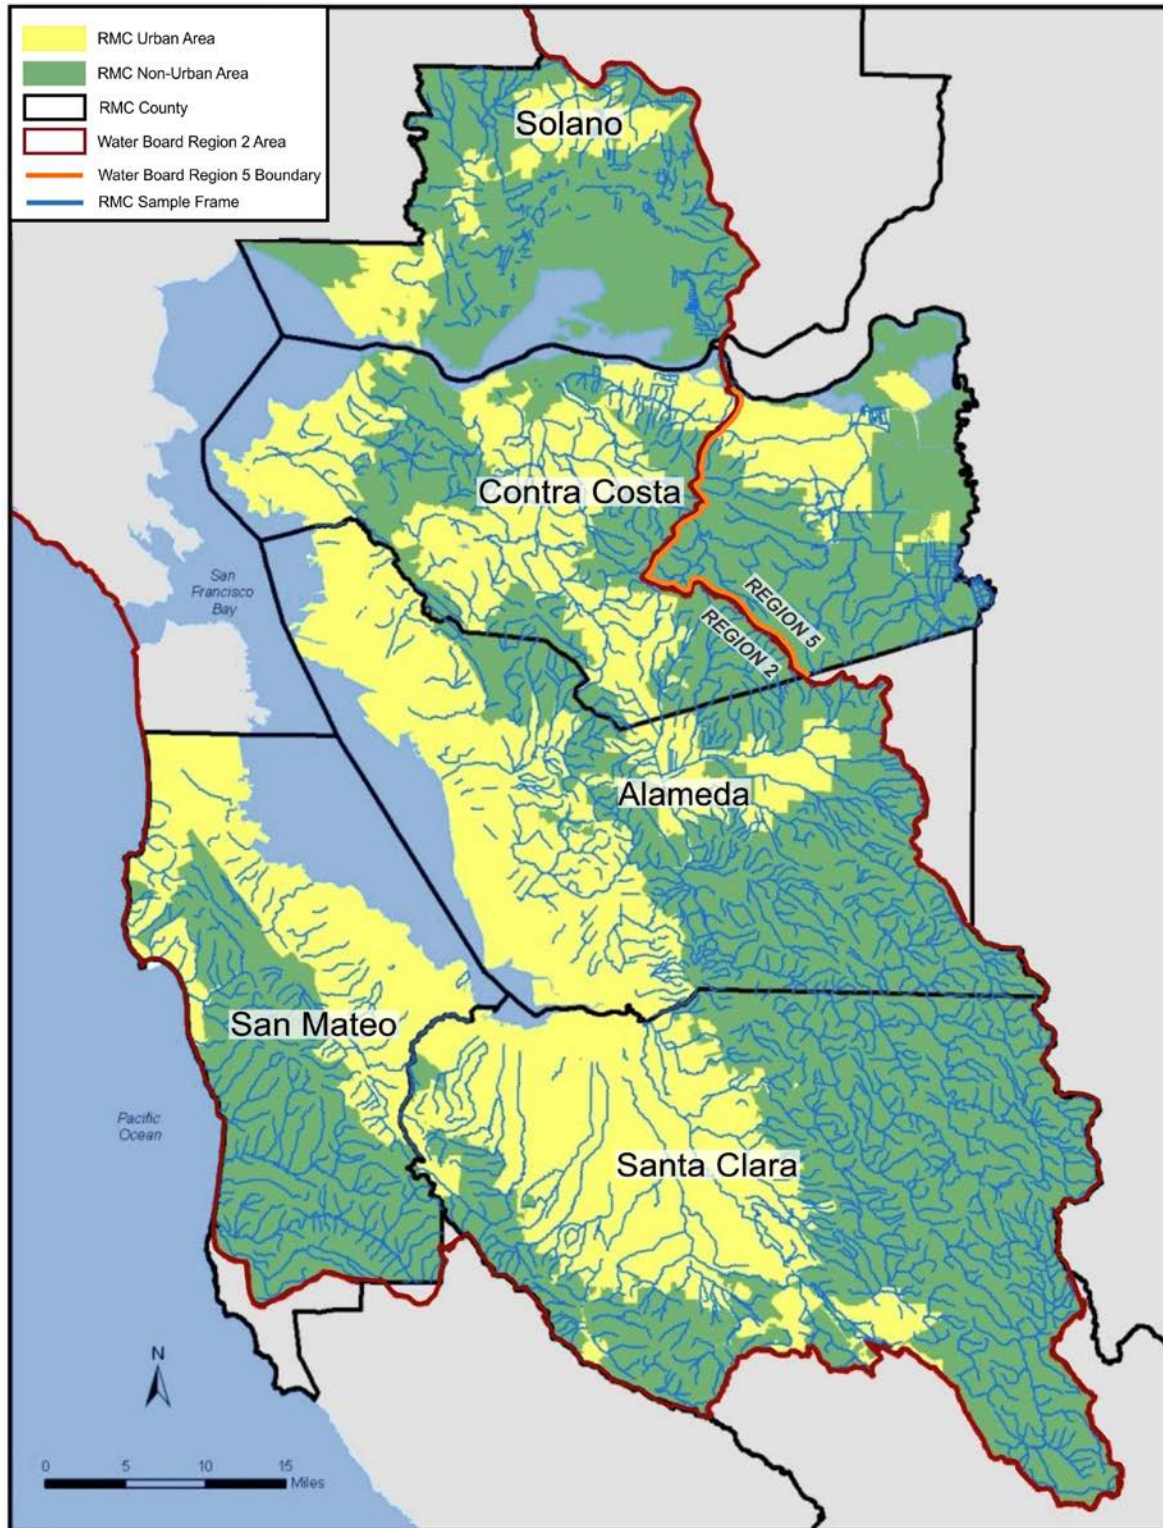 RMC Urban Area
RMC Non-Urban Area
RMC County
Water Board Region 2 Area
Water Board Region 5 Boundary
RMC Sample Frame
Solano
Contra Costa
San
Francisco
Bay
REGION 5
REGION 2
Alameda
San Mateo
Pacific
Ocean
Santa Clara
N
0 5 10 15
Miles